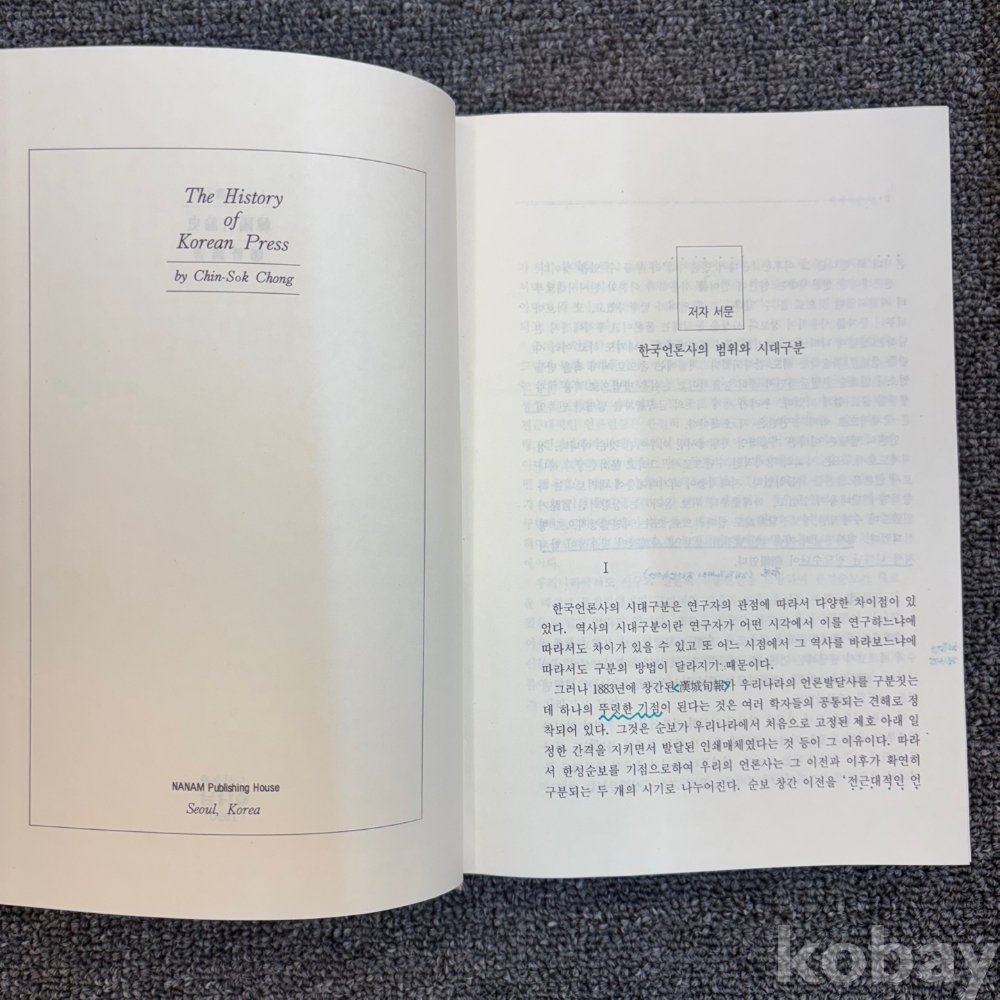 The History
of
Korean Press
by Chin-Sok Chong
NANAM Publishing House
Seoul, Korea
저자 서문
한국언론사의 범위와 시대구분
I
한국언론사의 시대구분은 연구자의 관점에 따라서 다양한 차이점이 있
었다. 역사의 시대구분이란 연구자가 어떤 시각에서 이를 연구하느냐에
따라서도 차이가 있을 수 있고 또 어느 시점에서 그 역사를 바라보느냐에
따라서도 구분의 방법이 달라지기 때문이다.
그러나 1883년에 창간된 <漢城旬報>가 우리나라의 언론발달사를 구분짓는
데 하나의 뚜렷한 기점이 된다는 것은 여러 학자들의 공통되는 견해로 정
착되어 있다. 그것은 순보가 우리나라에서 처음으로 고정된 제호 아래 일
정한 간격을 지키면서 발달된 인쇄매체였다는 것 등이 그 이유이다. 따라
서 한성순보를 기점으로하여 우리의 언론사는 그 이전과 이후가 확연히
구분되는 두 개의 시기로 나누어진다. 순보 창간 이전을 ‘전근대적인 언
kobay